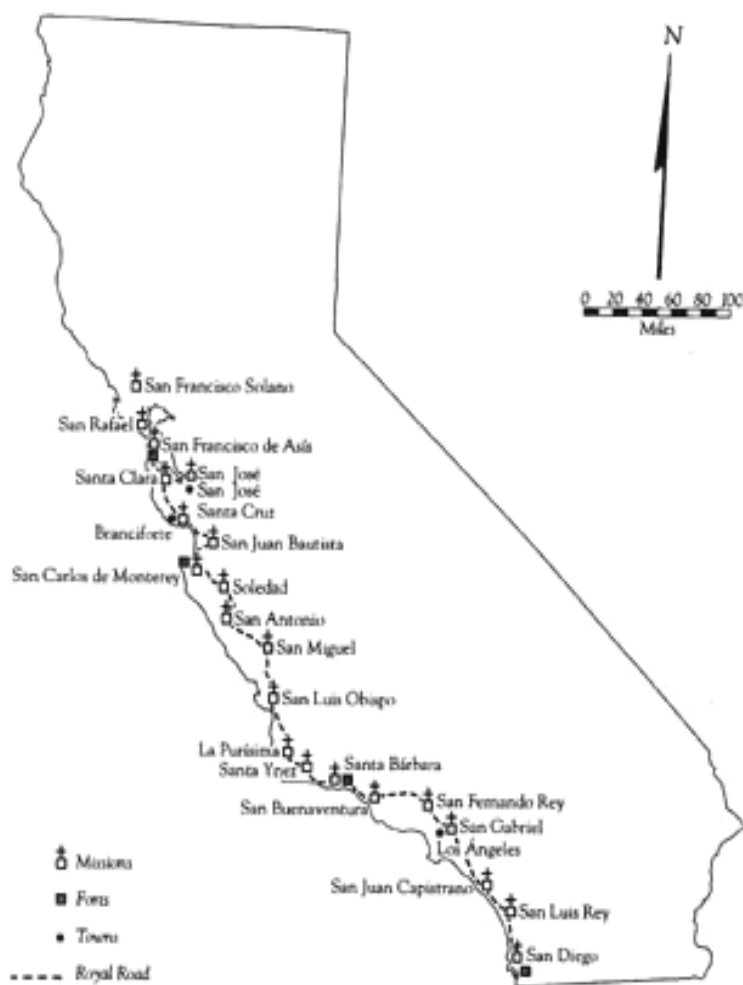 N
0 20 40 60 80 100
Miles
San Francisco Solano
San Rafael
San Francisco de Asís
Santa Clara
San José
San José
Santa Cruz
Branciforte
San Juan Bautista
San Carlos de Monterey
Soledad
San Antonio
San Miguel
San Luis Obispo
La Purísima
Santa Ynez
Santa Bárbara
San Buenaventura
San Fernando Rey
San Gabriel
Los Ángeles
San Juan Capistrano
San Luis Rey
San Diego
Missions
Forts
Towns
Royal Road